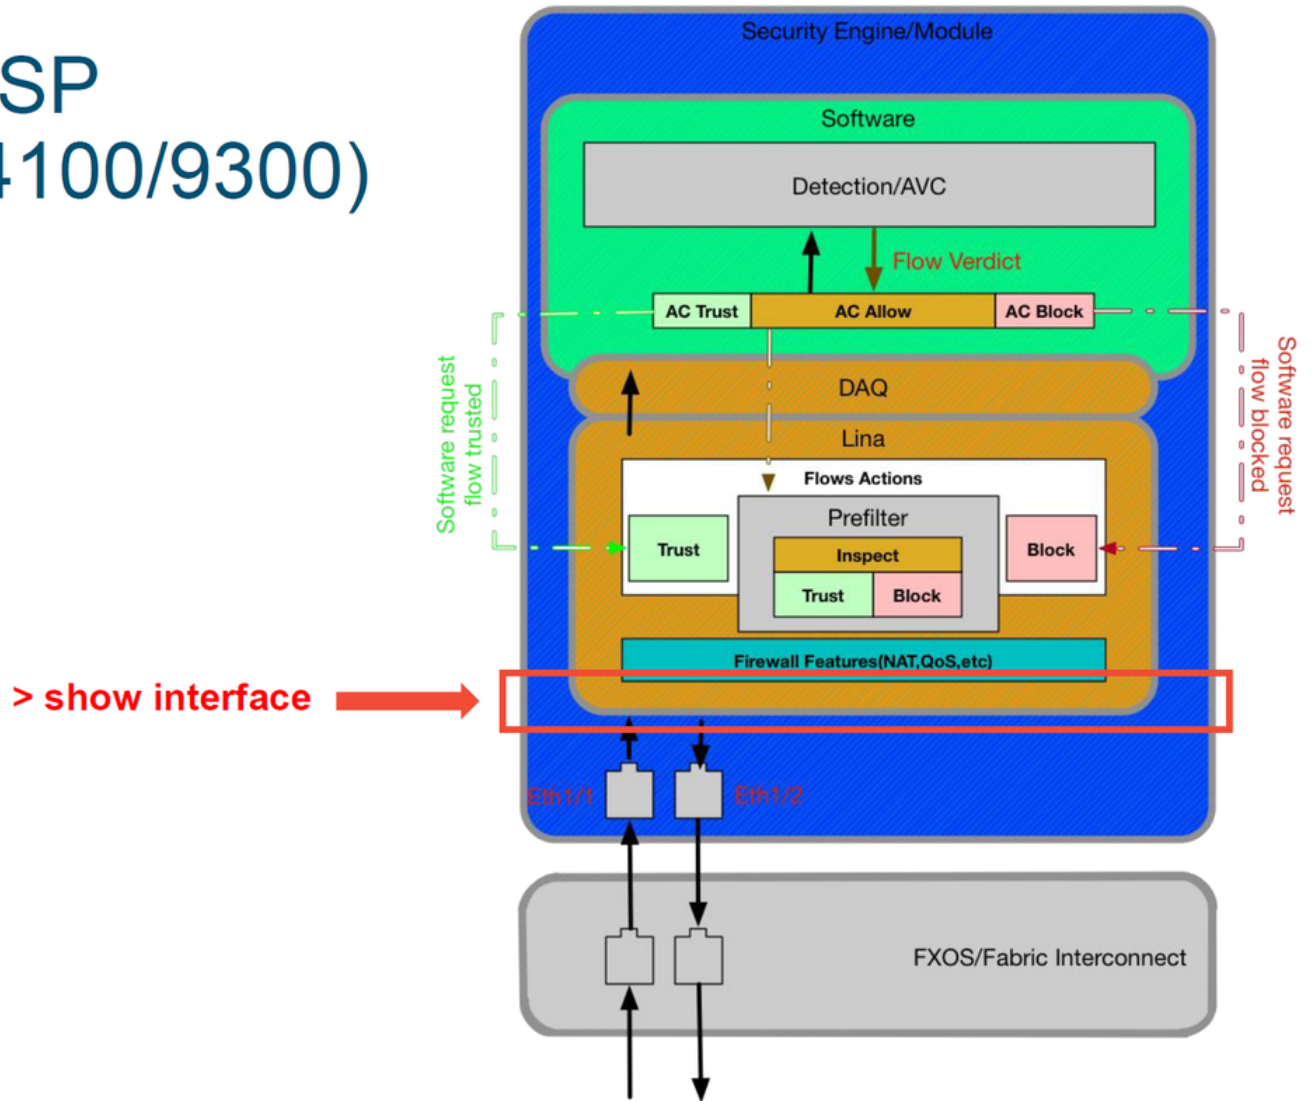 SP
4100/9300)
Security Engine/Module
Software
Detection/AVC
Flow Verdict
AC Trust
AC Allow
AC Block
Software request
flow trusted
Software request
flow blocked
DAQ
Lina
Flows Actions
Prefilter
Inspect
Trust
Block
Trust
Block
Firewall Features(NAT,QoS,etc)
> show interface
Eth1/1
Eth1/2
FXOS/Fabric Interconnect